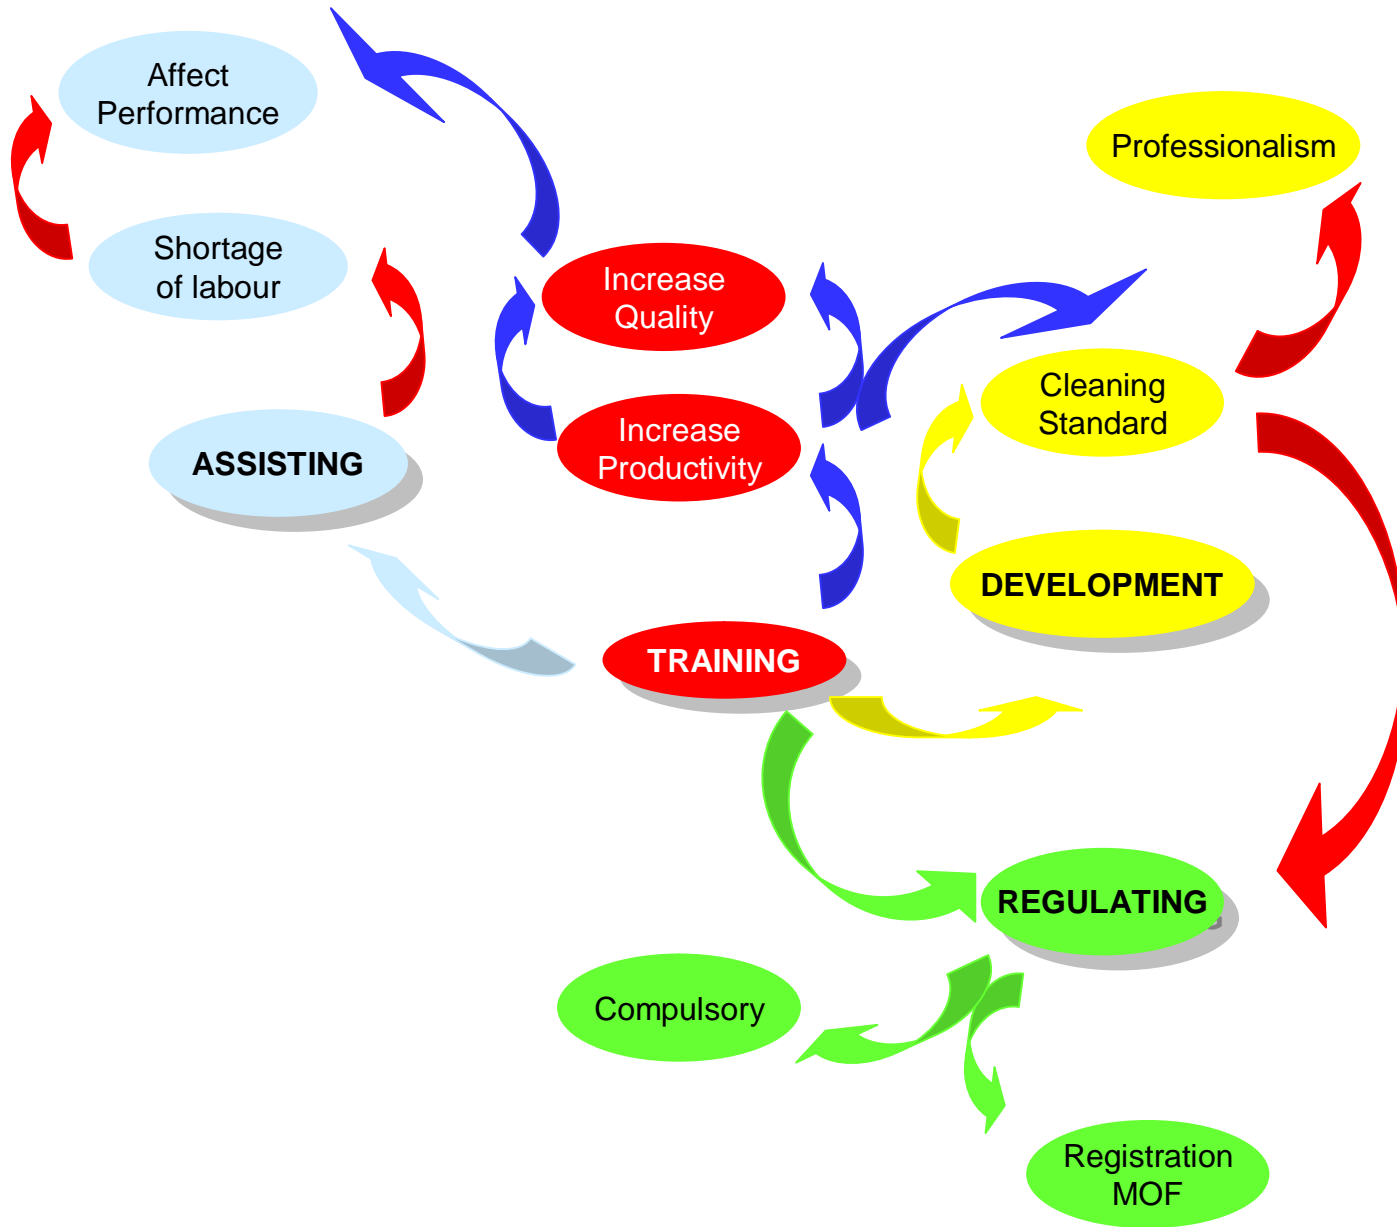 Affect
Performance
Professionalism
Shortage
of labour
Increase
Quality
Cleaning
Standard
Increase
Productivity
ASSISTING
DEVELOPMENT
TRAINING
REGULATING
Compulsory
Registration
MOF